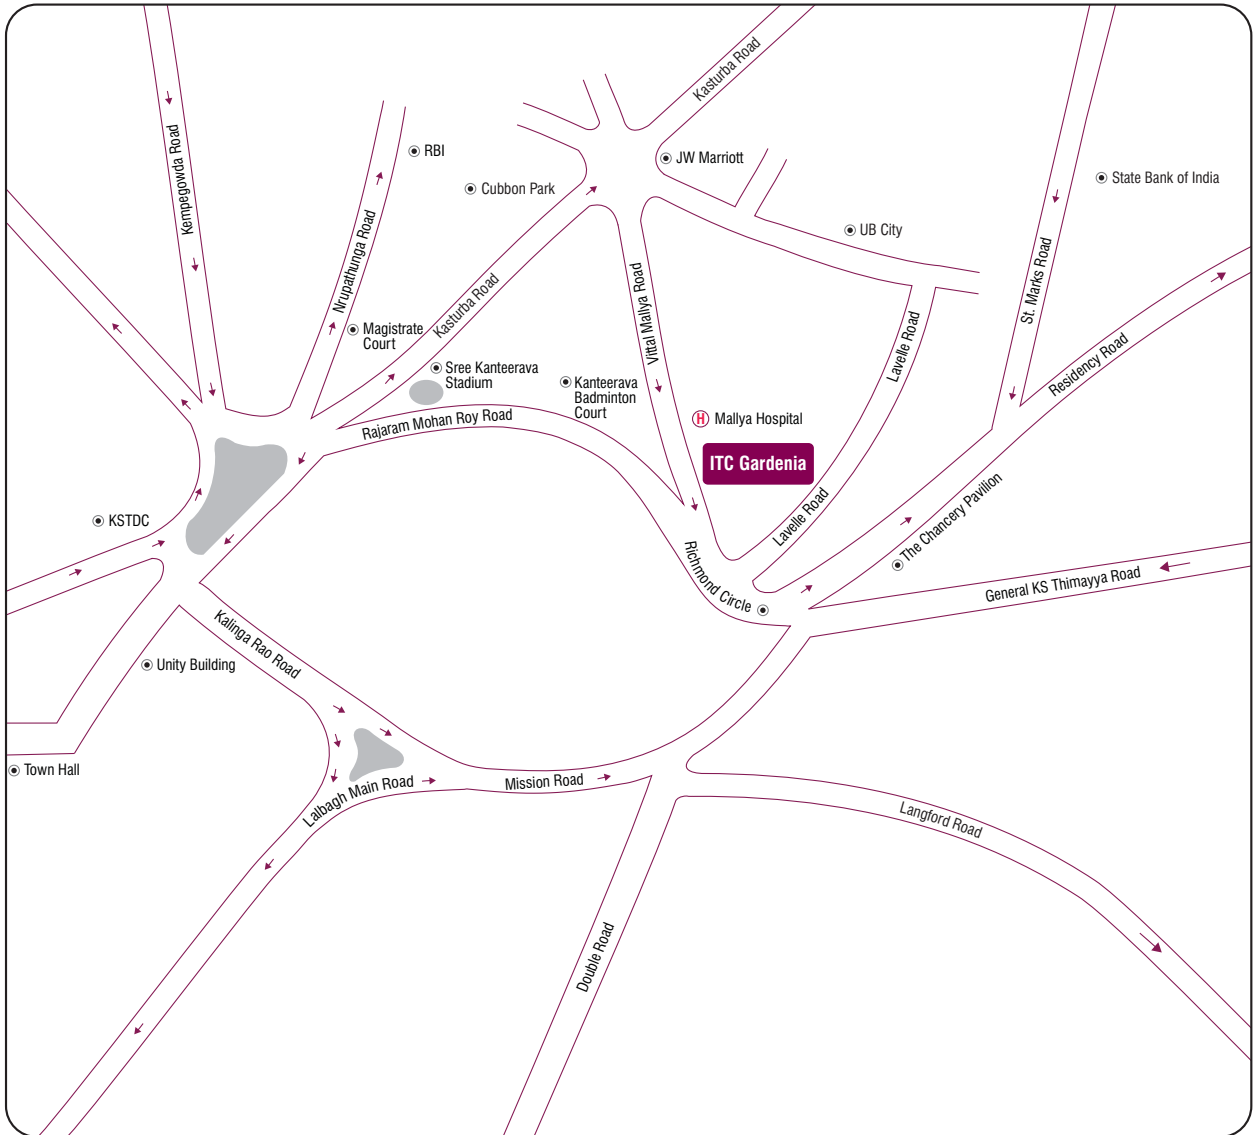 Kasturba Road
RBI
JW Marriott
Kempegowda Road
Cubbon Park
State Bank of India
Nrupathunga Road
UB City
St. Marks Road
Kasturba Road
Vittal Mallya Road
Magistrate
Court
Lavelle Road
Residency Road
Sree Kanteerava
Stadium
Kanteerava
Badminton
Court
Rajaram Mohan Roy Road
H Mallya Hospital
ITC Gardenia
KSTDC
Lavelle Road
The Chancery Pavilion
Richmond Circle
General KS Thimayya Road
Kalinga Rao Road
Unity Building
Town Hall
Lalbagh Main Road
Mission Road
Langford Road
Double Road